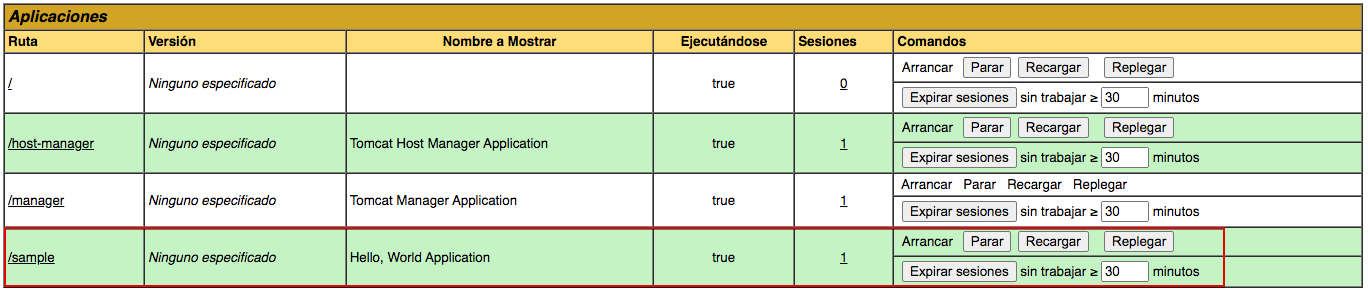 Aplicaciones
Ruta Versión Nombre a Mostrar Ejecutándose Sesiones Comandos
/ Ninguno especificado true 0 Arrancar Parar Recargar Replegar
Expirar sesiones sin trabajar ≥ 30 minutos
/host-manager Ninguno especificado Tomcat Host Manager Application true 1 Arrancar Parar Recargar Replegar
Expirar sesiones sin trabajar ≥ 30 minutos
/manager Ninguno especificado Tomcat Manager Application true 1 Arrancar Parar Recargar Replegar
Expirar sesiones sin trabajar ≥ 30 minutos
/sample Ninguno especificado Hello, World Application true 1 Arrancar Parar Recargar Replegar
Expirar sesiones sin trabajar ≥ 30 minutos